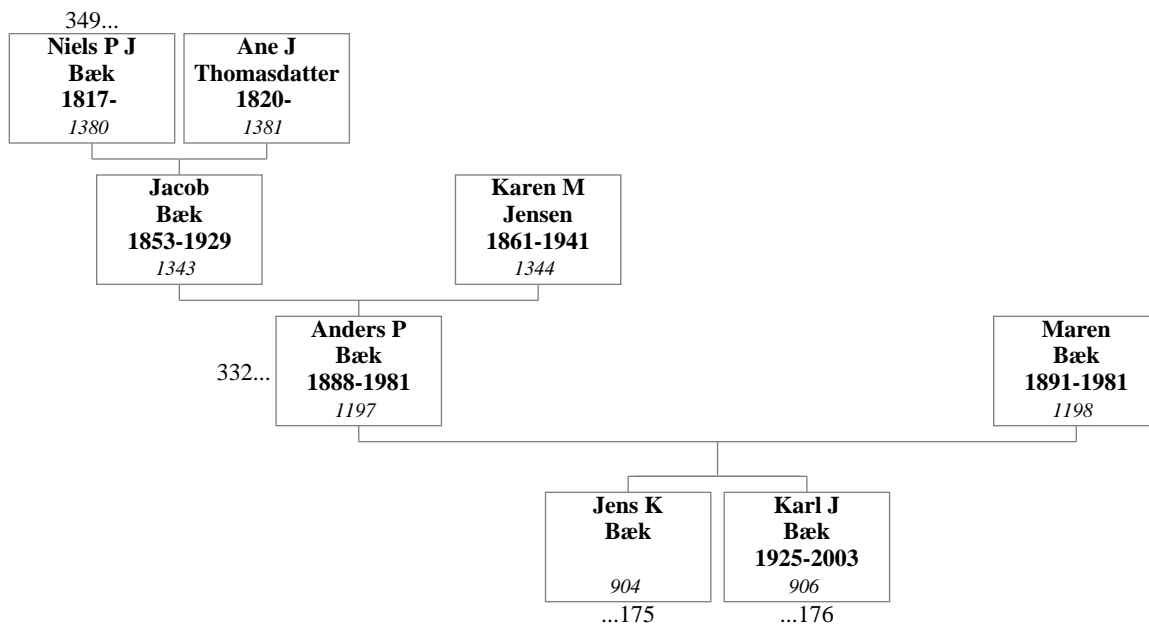 349...
Niels P J
Bæk
1817-
1380
Ane J
Thomasdatter
1820-
1381
Jacob
Bæk
1853-1929
1343
Karen M
Jensen
1861-1941
1344
332...
Anders P
Bæk
1888-1981
1197
Maren
Bæk
1891-1981
1198
Jens K
Bæk
904
...175
Karl J
Bæk
1925-2003
906
...176